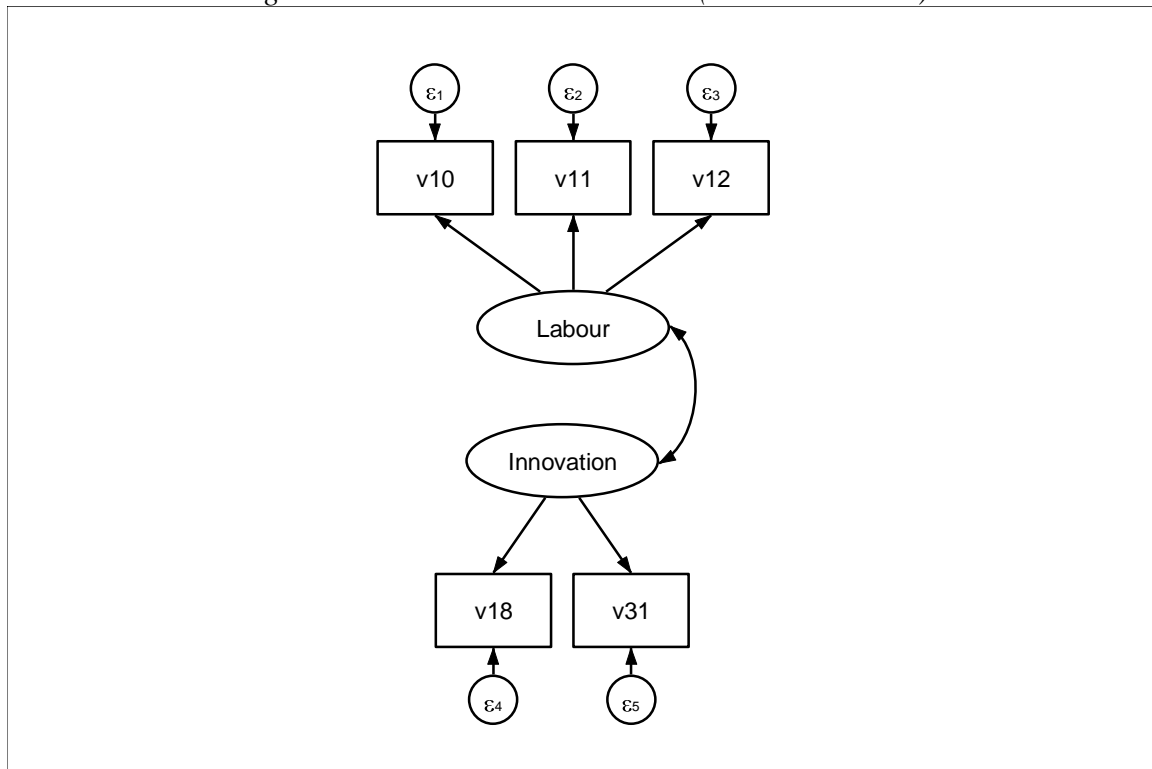 ε1 ε2 ε3
v10 v11 v12
Labour
Innovation
v18 v31
ε4 ε5